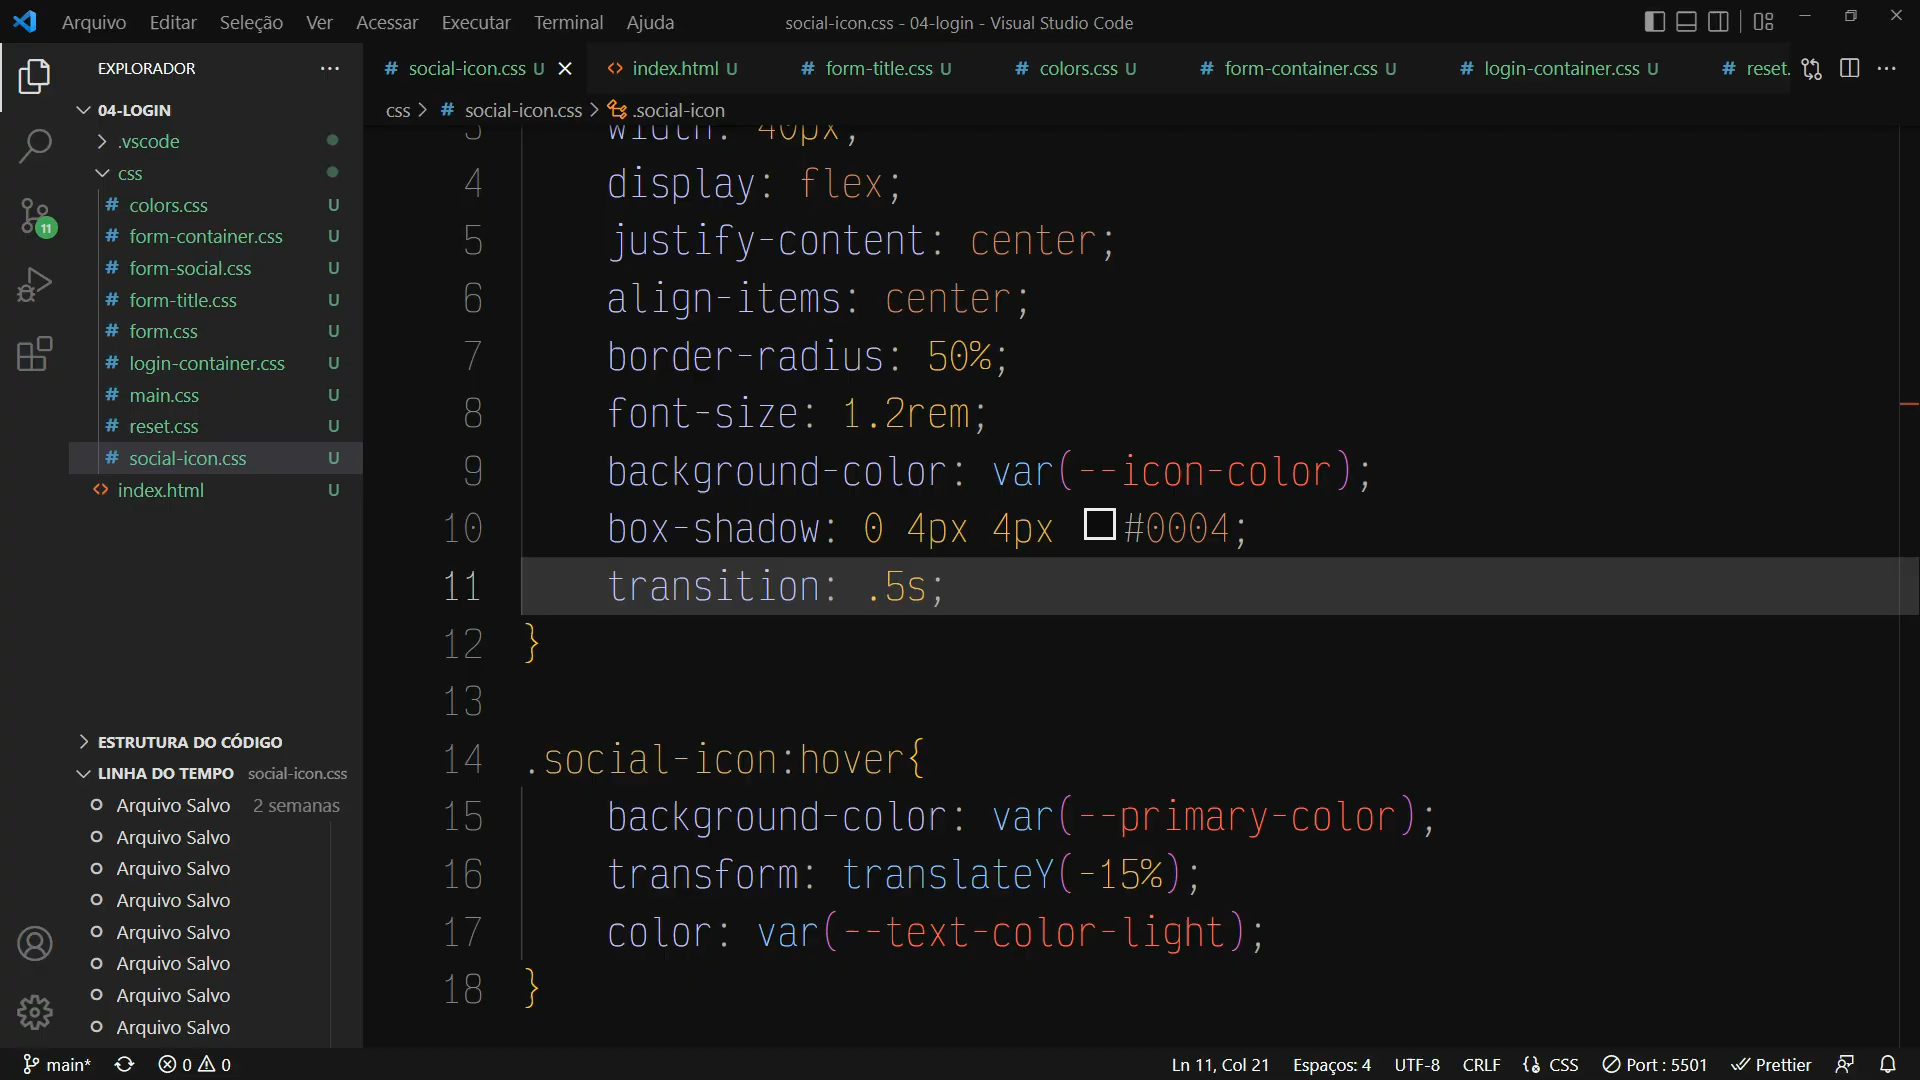 Arquivo Editar Seleção Ver Acessar Executar Terminal Ajuda
social-icon.css - 04-login - Visual Studio Code
EXPLORADOR
04-LOGIN
.vscode
css
# colors.css U
# form-container.css U
# form-social.css U
# form-title.css U
# form.css U
# login-container.css U
# main.css U
# reset.css U
# social-icon.css U
<> index.html U
11
ESTRUTURA DO CÓDIGO
LINHA DO TEMPO social-icon.css
Arquivo Salvo 2 semanas
Arquivo Salvo
Arquivo Salvo
Arquivo Salvo
Arquivo Salvo
Arquivo Salvo
Arquivo Salvo
Arquivo Salvo
# social-icon.css U <> index.html U # form-title.css U # colors.css U # form-container.css U # login-container.css U # reset.
css > # social-icon.css > .social-icon
3 width: 40px;
4 display: flex;
5 justify-content: center;
6 align-items: center;
7 border-radius: 50%;
8 font-size: 1.2rem;
9 background-color: var(--icon-color);
10 box-shadow: 0 4px 4px #0004;
11 transition: .5s;
12 }
13
14 .social-icon:hover{
15 background-color: var(--primary-color);
16 transform: translateY(-15%);
17 color: var(--text-color-light);
18 }
main* 0 0 Ln 11, Col 21 Espaços: 4 UTF-8 CRLF {} CSS Port : 5501 Prettier